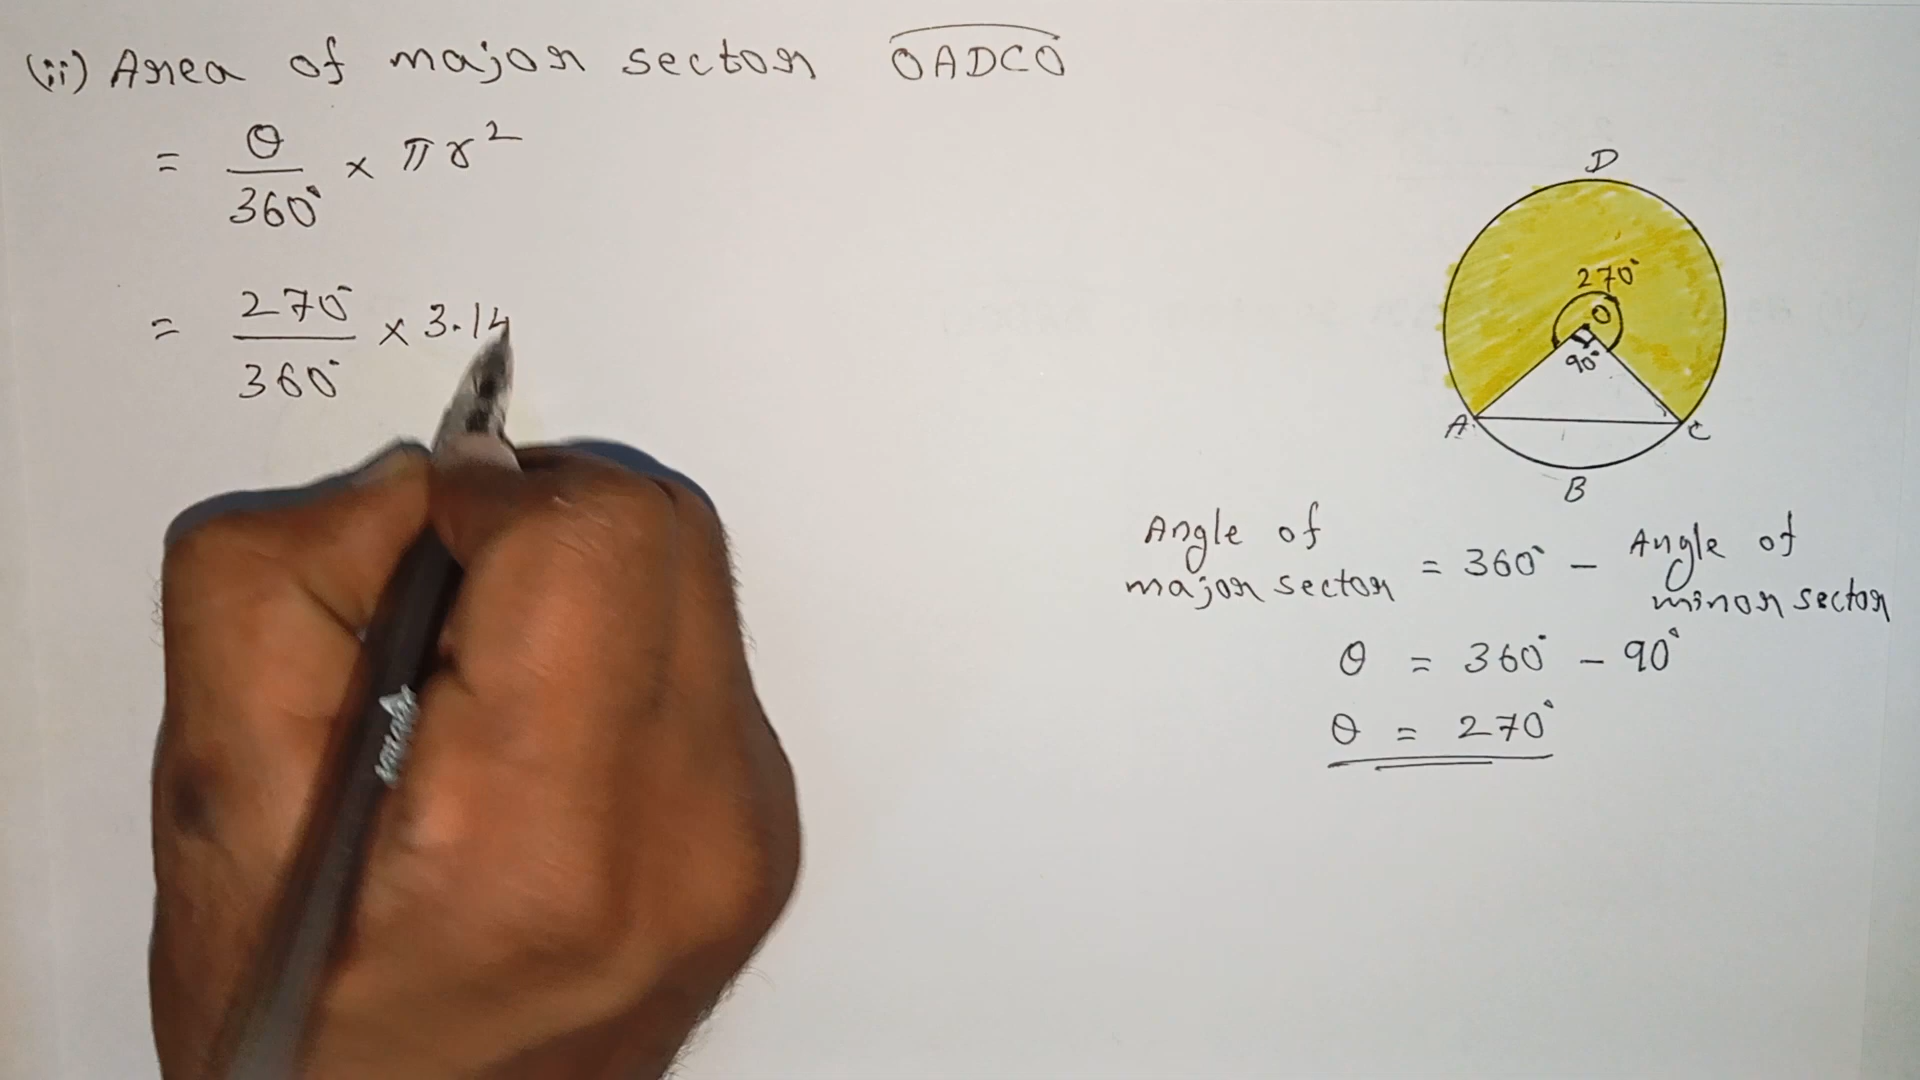 (ii) Area of major sector OADCO
= θ/360° × πr²
= 270°/360° × 3.14
D
270°
O
90°
A
C
B
Angle of major sector = 360° − Angle of minor sector
θ = 360° − 90°
θ = 270°